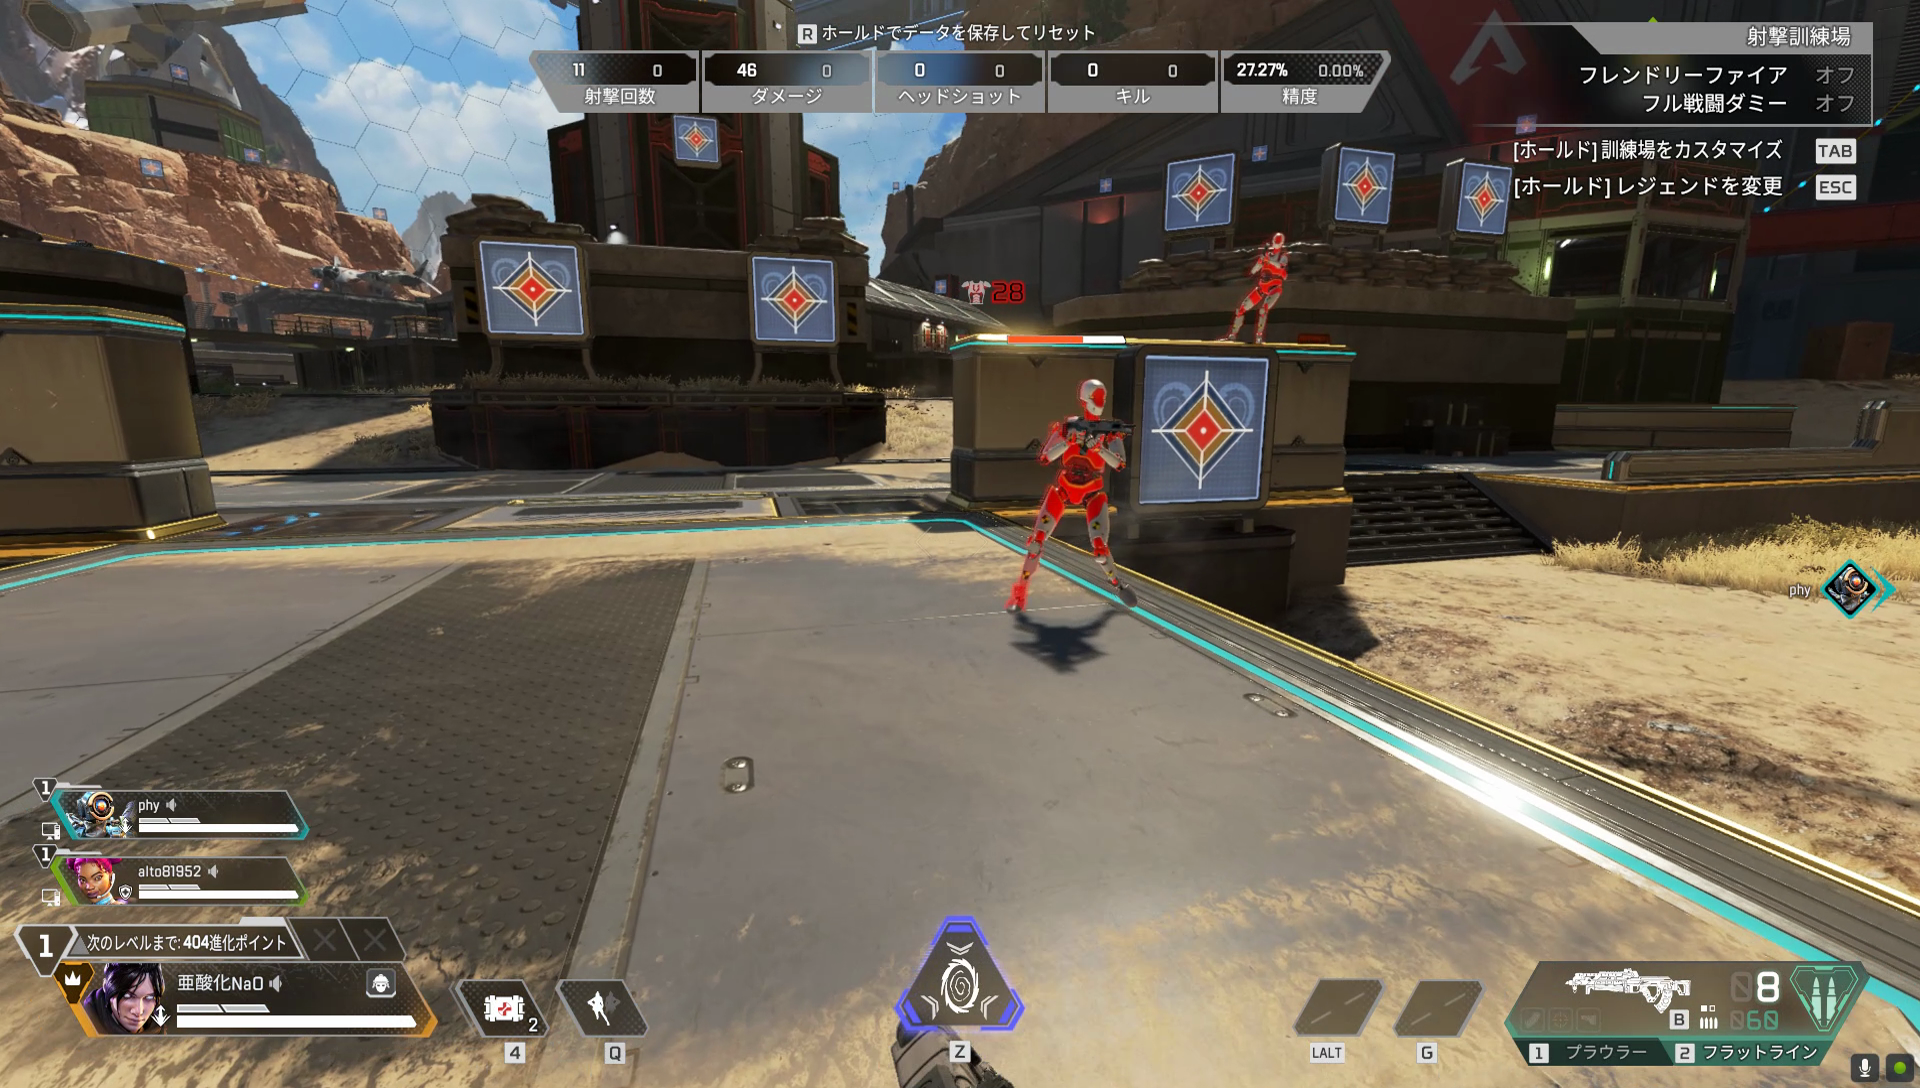 R ホールドでデータを保存してリセット
11 0 46 0 0 0 0 0 27.27% 0.00%
射撃回数 ダメージ ヘッドショット キル 精度
射撃訓練場
フレンドリーファイア オフ
フル戦闘ダミー オフ
[ホールド]訓練場をカスタマイズ TAB
[ホールド]レジェンドを変更 ESC
28
phy
1
phy
1
alto81952
1 次のレベルまで:404進化ポイント
亜酸化NaO
2
4 Q Z LALT G
08
B 060
1 プラウラー 2 フラットライン